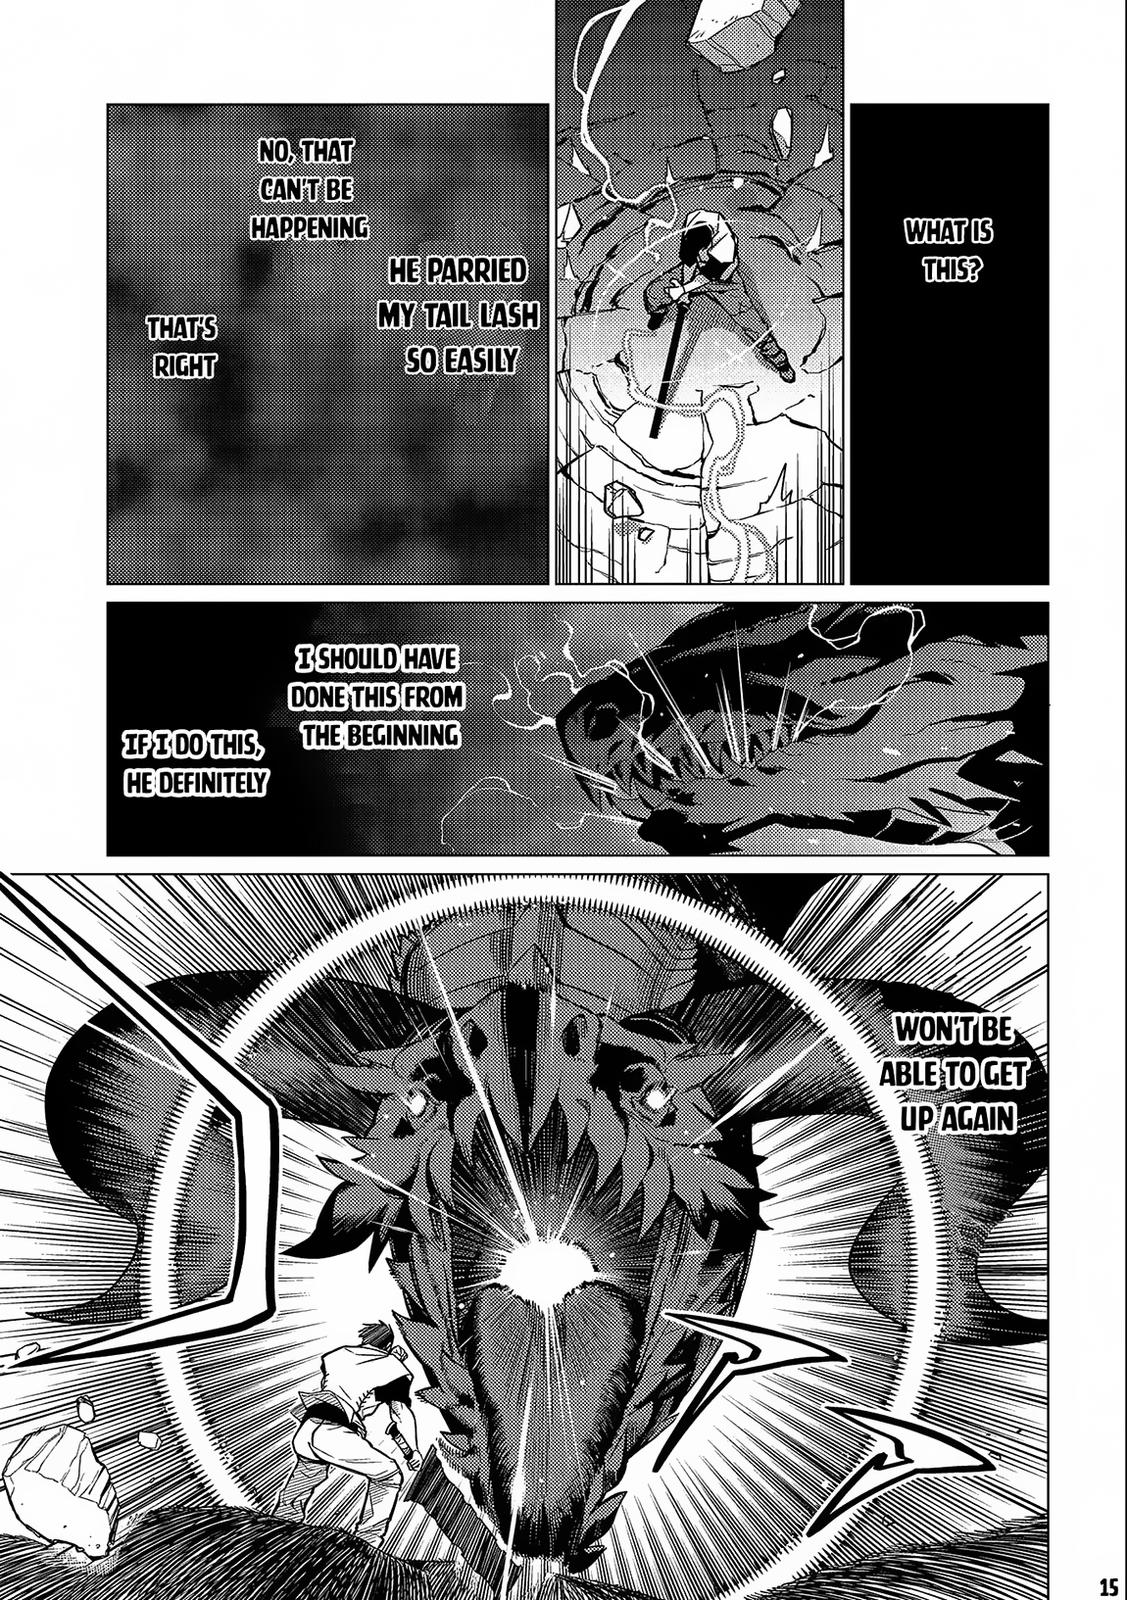 WHAT IS
THIS?
HE PARRIED
MY TAIL LASH
SO EASILY
NO, THAT
CAN'T BE
HAPPENING
THAT'S
RIGHT
I SHOULD HAVE
DONE THIS FROM
THE BEGINNING
IF I DO THIS,
HE DEFINITELY
WON'T BE
ABLE TO GET
UP AGAIN
15